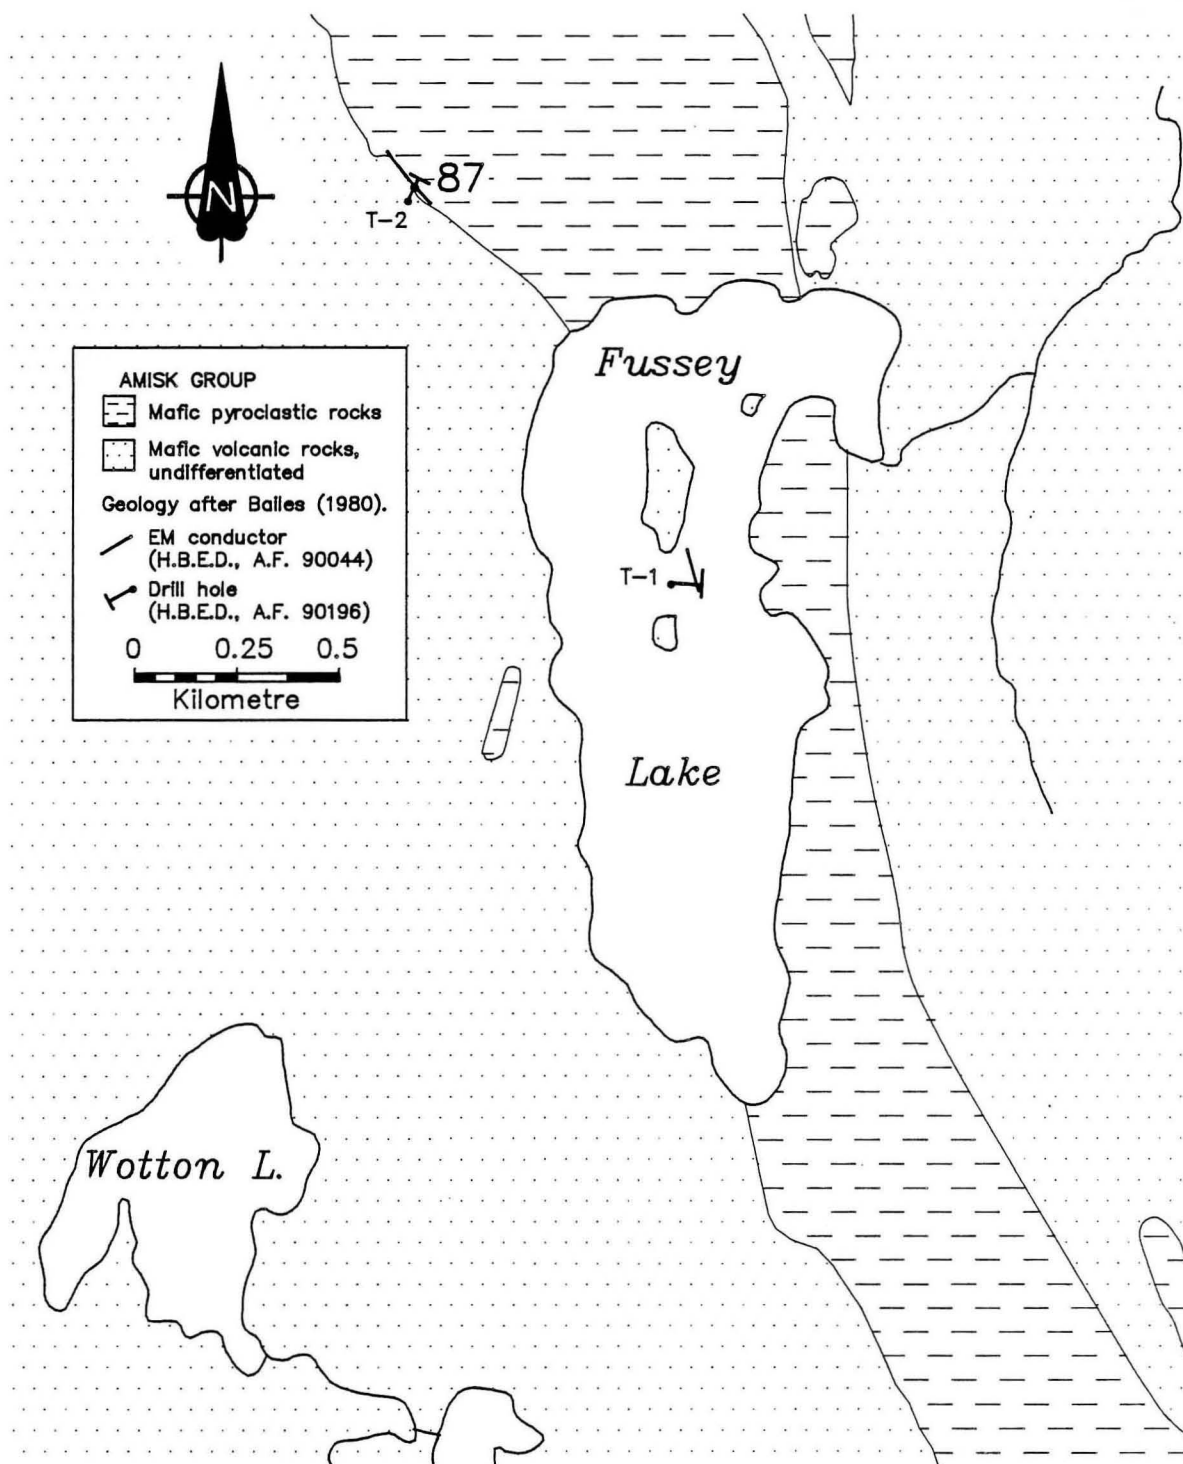 N
87
T-2
Fussey
AMISK GROUP
Mafic pyroclastic rocks
Mafic volcanic rocks,
undifferentiated
Geology after Bailes (1980).
EM conductor
(H.B.E.D., A.F. 90044)
Drill hole
(H.B.E.D., A.F. 90196)
0 0.25 0.5
Kilometre
T-1
Lake
Wotton L.